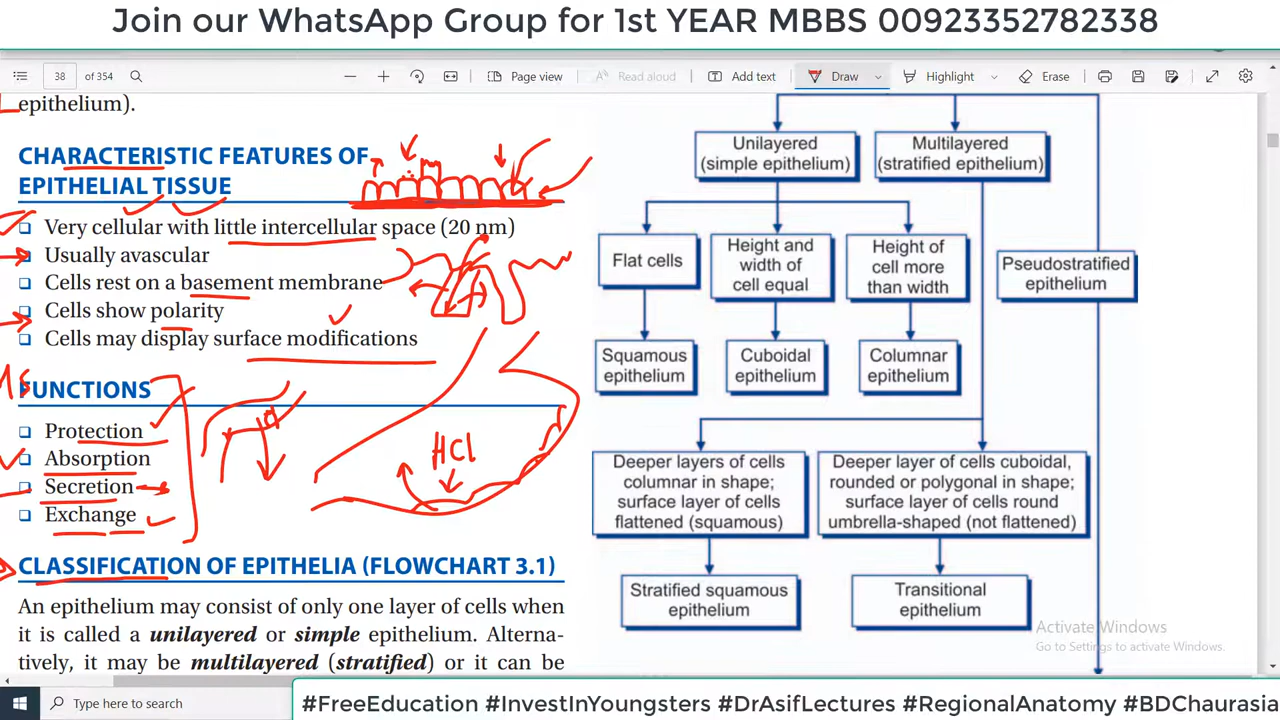 Join our WhatsApp Group for 1st YEAR MBBS 00923352782338
38
of 354
Page view
Read aloud
Add text
Draw
Highlight
Erase
epithelium).
CHARACTERISTIC FEATURES OF
EPITHELIAL TISSUE
Very cellular with little intercellular space (20 nm)
Usually avascular
Cells rest on a basement membrane
Cells show polarity
Cells may display surface modifications
FUNCTIONS
Protection
Absorption
Secretion
Exchange
HCl
CLASSIFICATION OF EPITHELIA (FLOWCHART 3.1)
An epithelium may consist of only one layer of cells when
it is called a unilayered or simple epithelium. Alterna-
tively, it may be multilayered (stratified) or it can be
Unilayered
(simple epithelium)
Multilayered
(stratified epithelium)
Flat cells
Height and
width of
cell equal
Height of
cell more
than width
Pseudostratified
epithelium
Squamous
epithelium
Cuboidal
epithelium
Columnar
epithelium
Deeper layers of cells
columnar in shape;
surface layer of cells
flattened (squamous)
Deeper layer of cells cuboidal,
rounded or polygonal in shape;
surface layer of cells round
umbrella-shaped (not flattened)
Stratified squamous
epithelium
Transitional
epithelium
Activate Windows
Go to Settings to activate Windows.
Type here to search
#FreeEducation #InvestInYoungsters #DrAsifLectures #RegionalAnatomy #BDChaurasia